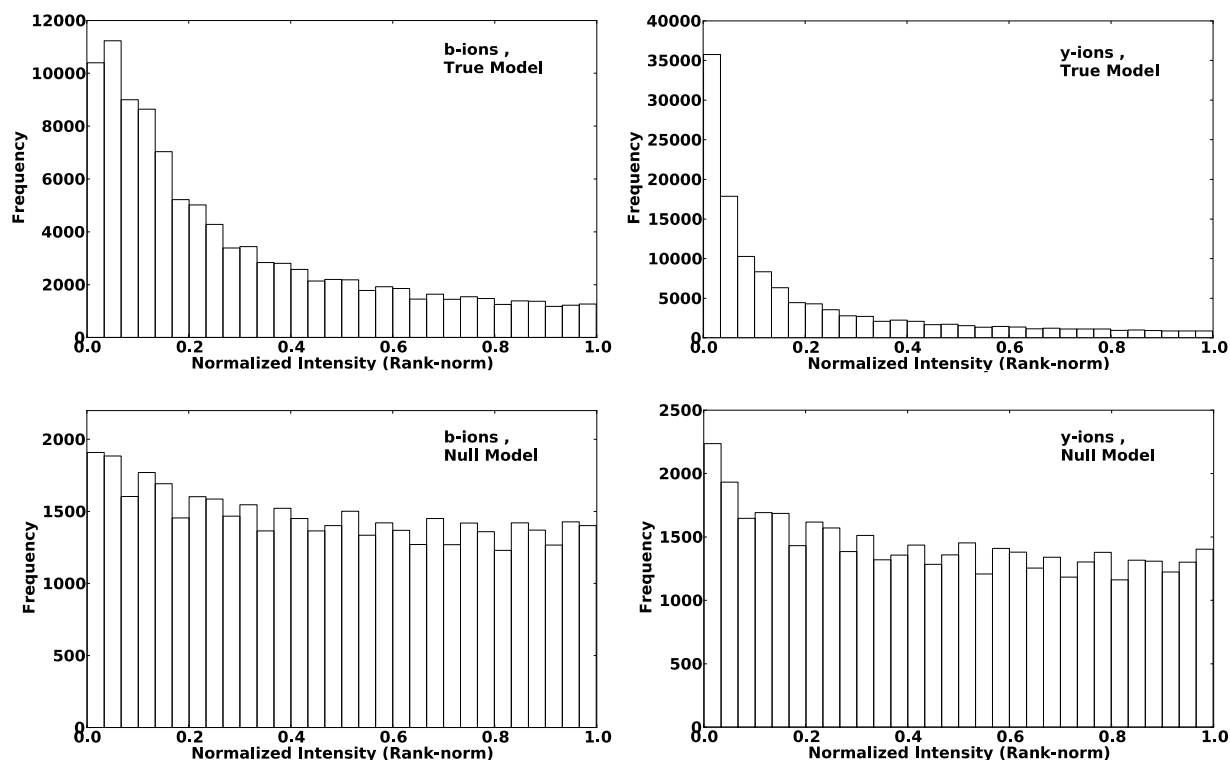 12000
10000
8000
6000
4000
2000
0
Frequency
b-ions ,
True Model
0.0 0.2 0.4 0.6 0.8 1.0
Normalized Intensity (Rank-norm)
40000
35000
30000
25000
20000
15000
10000
5000
0
Frequency
y-ions ,
True Model
0.0 0.2 0.4 0.6 0.8 1.0
Normalized Intensity (Rank-norm)
2000
1500
1000
500
0
Frequency
b-ions ,
Null Model
0.0 0.2 0.4 0.6 0.8 1.0
Normalized Intensity (Rank-norm)
2500
2000
1500
1000
500
0
Frequency
y-ions ,
Null Model
0.0 0.2 0.4 0.6 0.8 1.0
Normalized Intensity (Rank-norm)